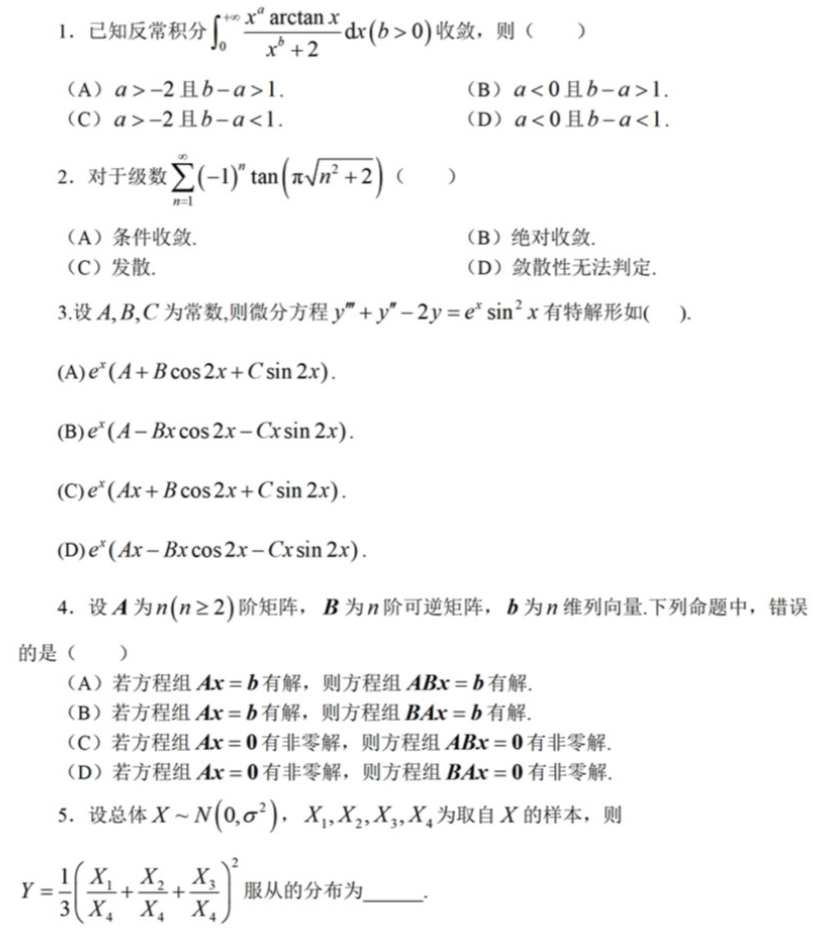 1．已知反常积分 $\int_0^{+\infty} \frac{x^a \arctan x}{x^b+2} \mathrm{d}x (b>0)$ 收敛，则（　　）
（A）$a>-2$ 且 $b-a>1$．　（B）$a<0$ 且 $b-a>1$．
（C）$a>-2$ 且 $b-a<1$．　（D）$a<0$ 且 $b-a<1$．
2．对于级数 $\sum_{n=1}^{\infty} (-1)^n \tan\left(\pi\sqrt{n^2+2}\right)$（　　）
（A）条件收敛.　（B）绝对收敛.
（C）发散.　（D）敛散性无法判定.
3.设 $A,B,C$ 为常数,则微分方程 $y'''+y''-2y=e^x\sin^2 x$ 有特解形如(　).
(A) $e^x(A+B\cos 2x+C\sin 2x)$.
(B) $e^x(A-Bx\cos 2x-Cx\sin 2x)$.
(C) $e^x(Ax+B\cos 2x+C\sin 2x)$.
(D) $e^x(Ax-Bx\cos 2x-Cx\sin 2x)$.
4．设 $\boldsymbol{A}$ 为 $n(n\geq 2)$ 阶矩阵，$\boldsymbol{B}$ 为 $n$ 阶可逆矩阵，$\boldsymbol{b}$ 为 $n$ 维列向量.下列命题中，错误
的是（　　）
（A）若方程组 $\boldsymbol{Ax}=\boldsymbol{b}$ 有解，则方程组 $\boldsymbol{ABx}=\boldsymbol{b}$ 有解.
（B）若方程组 $\boldsymbol{Ax}=\boldsymbol{b}$ 有解，则方程组 $\boldsymbol{BAx}=\boldsymbol{b}$ 有解.
（C）若方程组 $\boldsymbol{Ax}=\boldsymbol{0}$ 有非零解，则方程组 $\boldsymbol{ABx}=\boldsymbol{0}$ 有非零解.
（D）若方程组 $\boldsymbol{Ax}=\boldsymbol{0}$ 有非零解，则方程组 $\boldsymbol{BAx}=\boldsymbol{0}$ 有非零解.
5．设总体 $X\sim N(0,\sigma^2)$，$X_1,X_2,X_3,X_4$ 为取自 $X$ 的样本，则
$Y=\frac{1}{3}\left(\frac{X_1}{X_4}+\frac{X_2}{X_4}+\frac{X_3}{X_4}\right)^2$ 服从的分布为______.